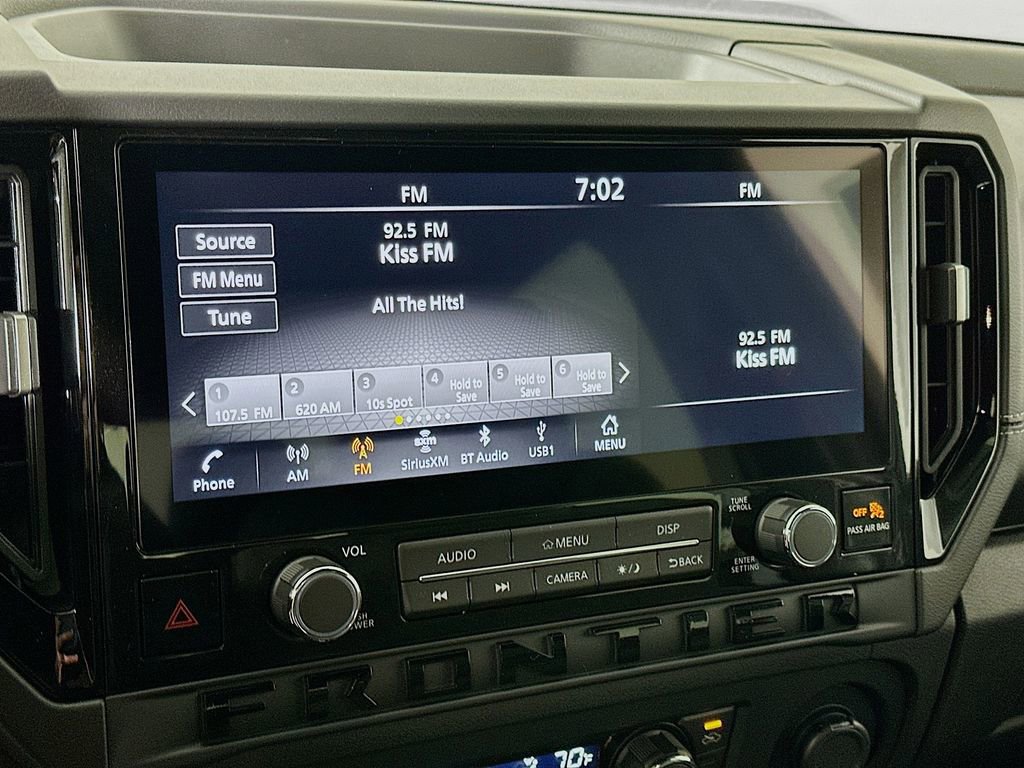 FM 7:02 FM
92.5 FM
Kiss FM
Source
FM Menu
Tune
All The Hits!
92.5 FM
Kiss FM
1 107.5 FM
2 620 AM
3 10s Spot
4 Hold to Save
5 Hold to Save
6 Hold to Save
Phone
AM
FM
sxm
SiriusXM
BT Audio
USB1
MENU
VOL
AUDIO
MENU
DISP
CAMERA
BACK
TUNE
SCROLL
ENTER
SETTING
OFF 2
PASS AIR BAG
FRONTIER
70°F